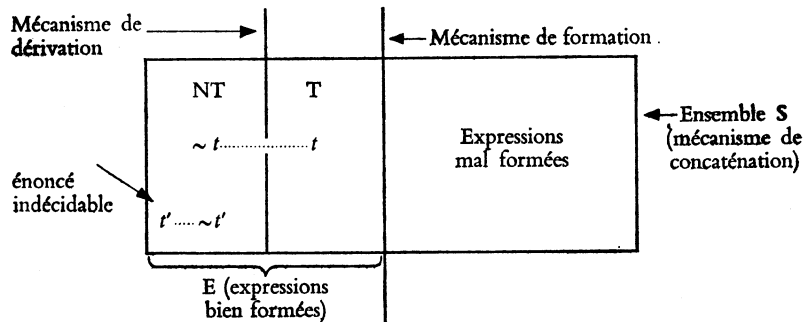 Mécanisme de
dérivation
Mécanisme de formation .
NT
T
~ t.................. t
Expressions
mal formées
Ensemble S
(mécanisme de
concaténation)
énoncé
indécidable
t' ..... ~ t'
E (expressions
bien formées)